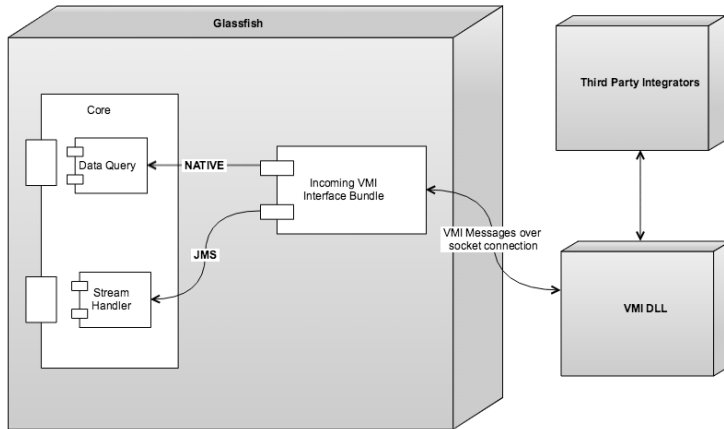 Glassfish
Third Party Integrators
Core
Data Query
NATIVE
Incoming VMI
Interface Bundle
VMI Messages over
socket connection
JMS
Stream
Handler
VMI DLL